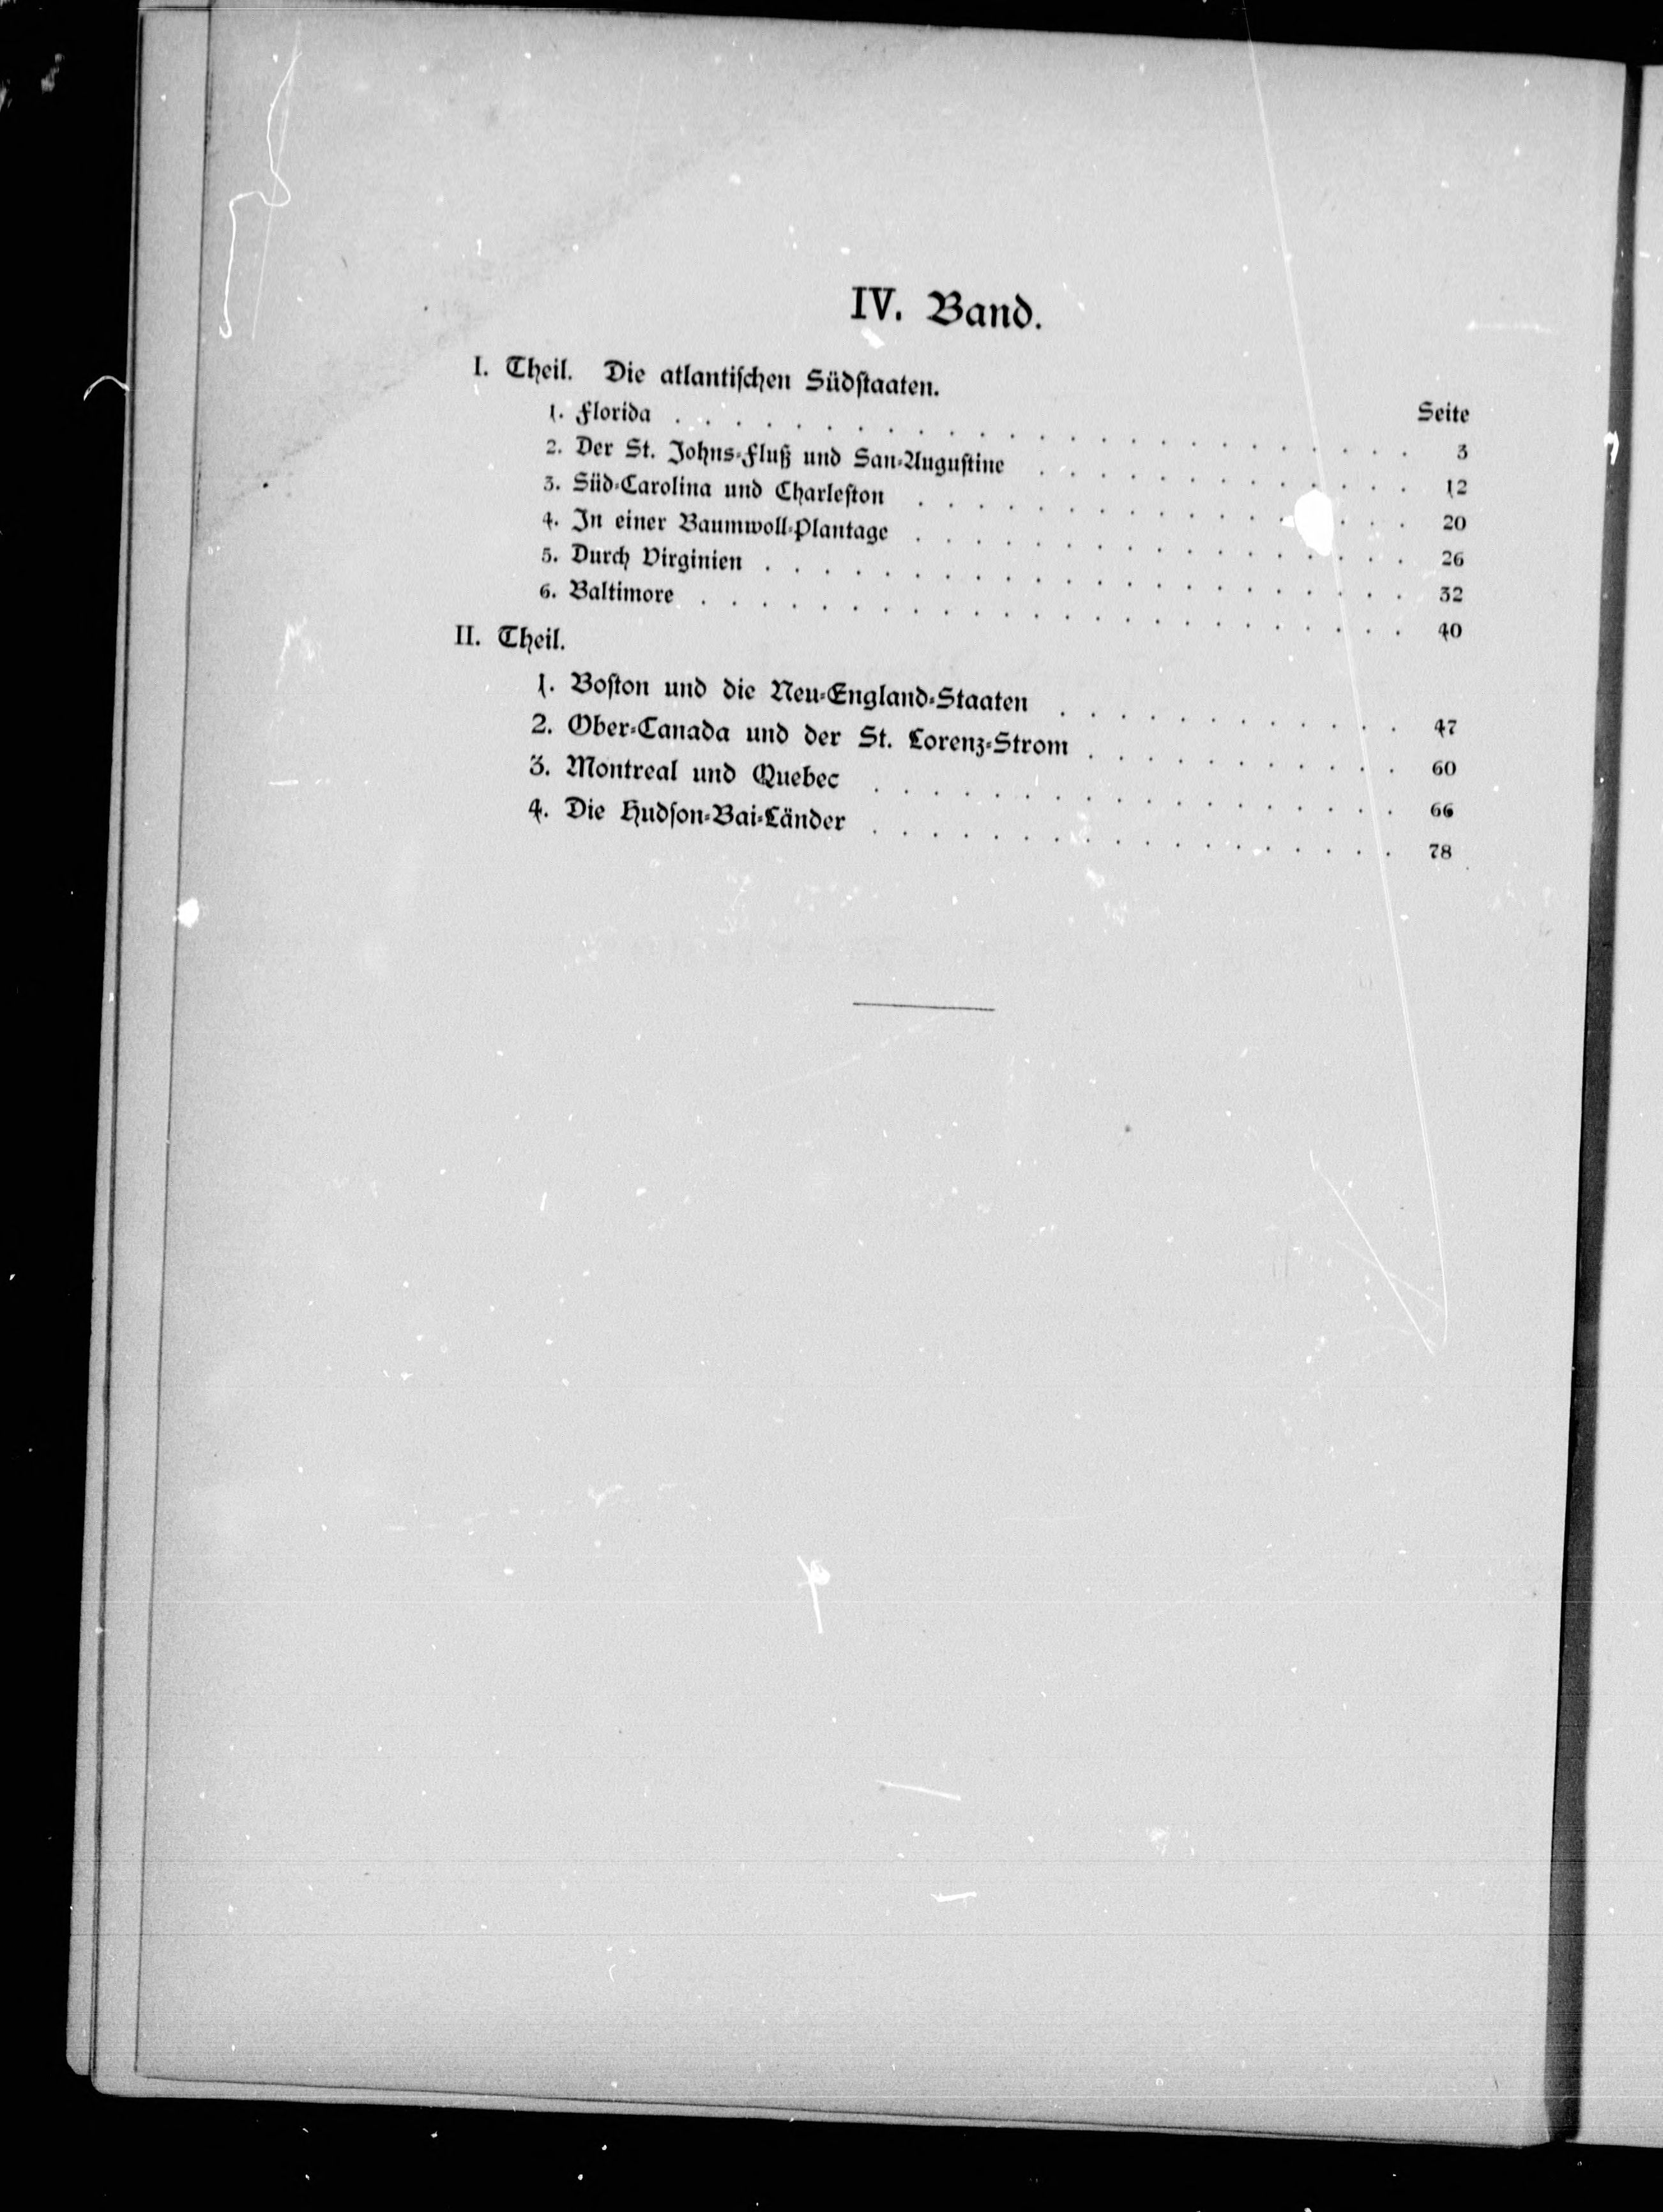 IV. Band.
I. Theil. Die atlantiſchen Südſtaaten.
Seite
1. Florida . . . . . . . . . . . . . . . . . . . . . . . . . 3
2. Der St. Johns-Fluß und San-Auguſtine . . . . . . . . . . . . . 12
3. Süd-Carolina und Charleſton . . . . . . . . . . . . . . . . . 20
4. In einer Baumwoll-Plantage . . . . . . . . . . . . . . . . . 26
5. Durch Virginien . . . . . . . . . . . . . . . . . . . . . . 32
6. Baltimore . . . . . . . . . . . . . . . . . . . . . . . . 40
II. Theil.
1. Boſton und die Neu-England-Staaten . . . . . . . . . . . . 47
2. Ober-Canada und der St. Lorenz-Strom . . . . . . . . . . . 60
3. Montreal und Quebec . . . . . . . . . . . . . . . . . . 66
4. Die Hudſon-Bai-Länder . . . . . . . . . . . . . . . . . . 78